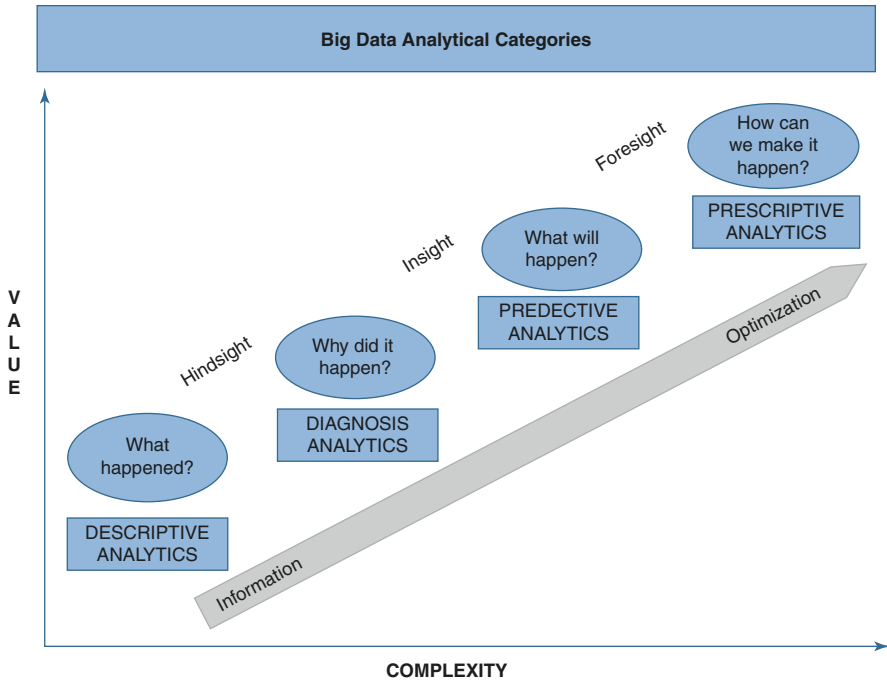 Big Data Analytical Categories
How can
we make it
happen?
Foresight
PRESCRIPTIVE
ANALYTICS
What will
happen?
Insight
PREDECTIVE
ANALYTICS
Optimization
Why did it
happen?
Hindsight
DIAGNOSIS
ANALYTICS
What
happened?
DESCRIPTIVE
ANALYTICS
Information
V
A
L
U
E
COMPLEXITY